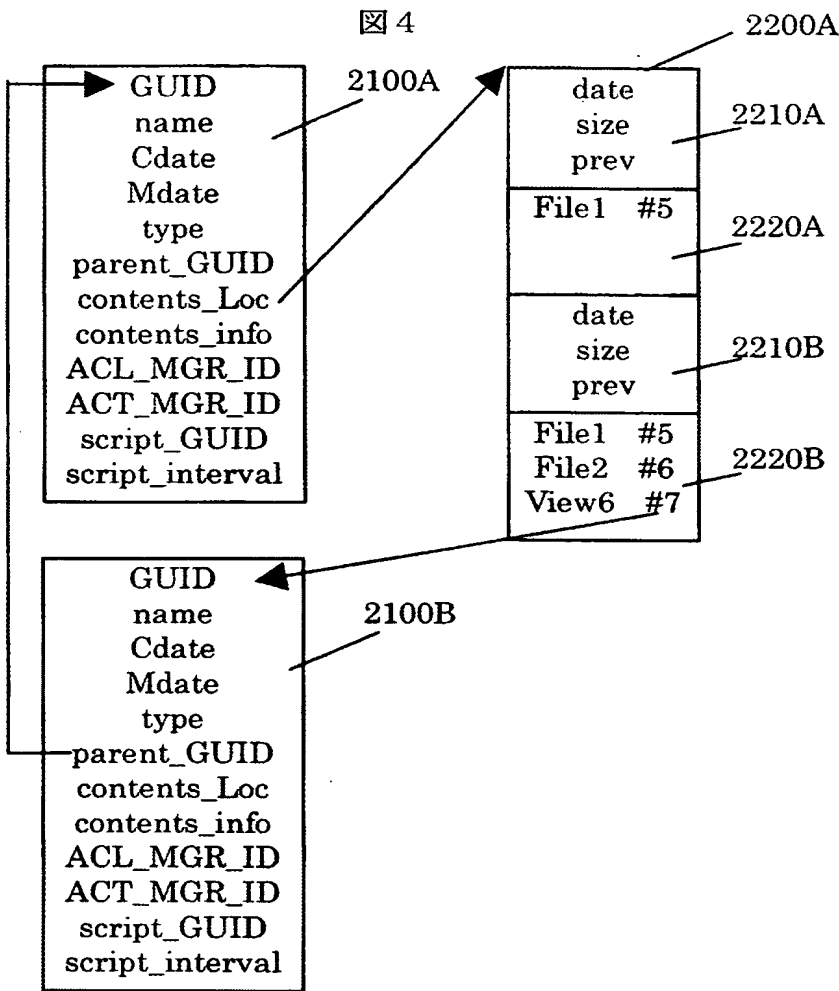 図4
GUID
name
Cdate
Mdate
type
parent_GUID
contents_Loc
contents_info
ACL_MGR_ID
ACT_MGR_ID
script_GUID
script_interval
2100A
2200A
date
size
prev
2210A
File1 #5
2220A
date
size
prev
2210B
File1 #5
File2 #6
View6 #7
2220B
GUID
name
Cdate
Mdate
type
parent_GUID
contents_Loc
contents_info
ACL_MGR_ID
ACT_MGR_ID
script_GUID
script_interval
2100B